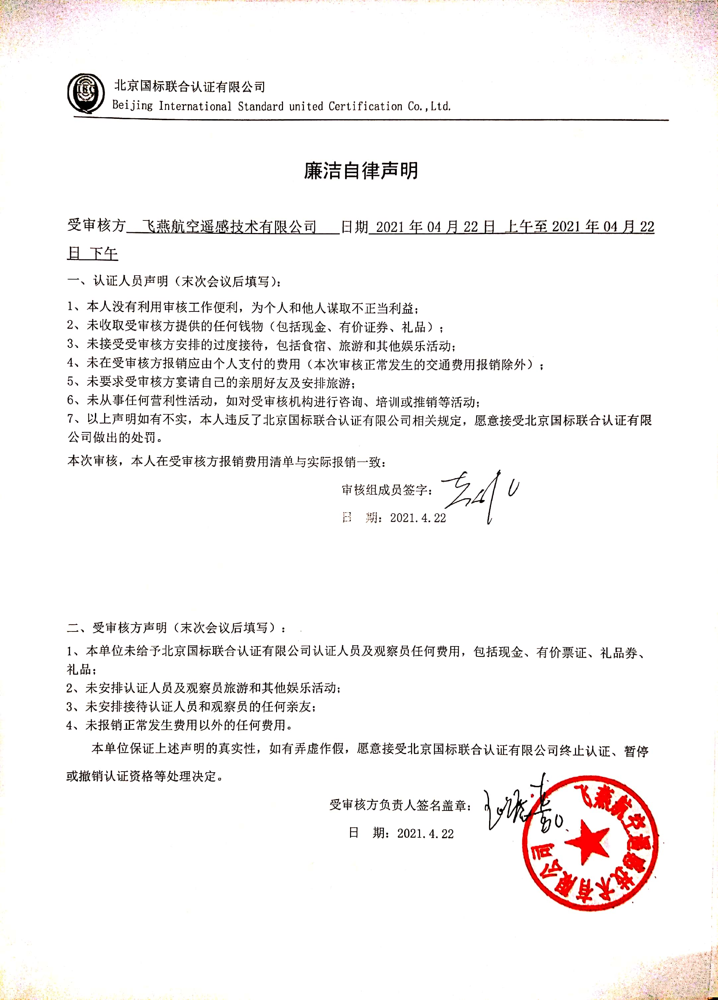 北京国标联合认证有限公司
Beijing International Standard united Certification Co.,Ltd.
廉洁自律声明
受审核方 飞燕航空遥感技术有限公司 日期 2021 年 04 月 22 日 上午至 2021 年 04 月 22
日 下午
一、认证人员声明（末次会议后填写）：
1、本人没有利用审核工作便利，为个人和他人谋取不正当利益；
2、未收取受审核方提供的任何钱物（包括现金、有价证券、礼品）；
3、未接受受审核方安排的过度接待，包括食宿、旅游和其他娱乐活动；
4、未在受审核方报销应由个人支付的费用（本次审核正常发生的交通费用报销除外）；
5、未要求受审核方宴请自己的亲朋好友及安排旅游；
6、未从事任何营利性活动，如对受审核机构进行咨询、培训或推销等活动；
7、以上声明如有不实，本人违反了北京国标联合认证有限公司相关规定，愿意接受北京国标联合认证有限
公司做出的处罚。
本次审核，本人在受审核方报销费用清单与实际报销一致：
审核组成员签字：
日 期：2021.4.22
二、受审核方声明（末次会议后填写）：
1、本单位未给予北京国标联合认证有限公司认证人员及观察员任何费用，包括现金、有价票证、礼品券、
礼品；
2、未安排认证人员及观察员旅游和其他娱乐活动；
3、未安排接待认证人员和观察员的任何亲友；
4、未报销正常发生费用以外的任何费用。
本单位保证上述声明的真实性，如有弄虚作假，愿意接受北京国标联合认证有限公司终止认证、暂停
或撤销认证资格等处理决定。
受审核方负责人签名盖章：
日 期：2021.4.22
飞燕航空遥感技术有限公司